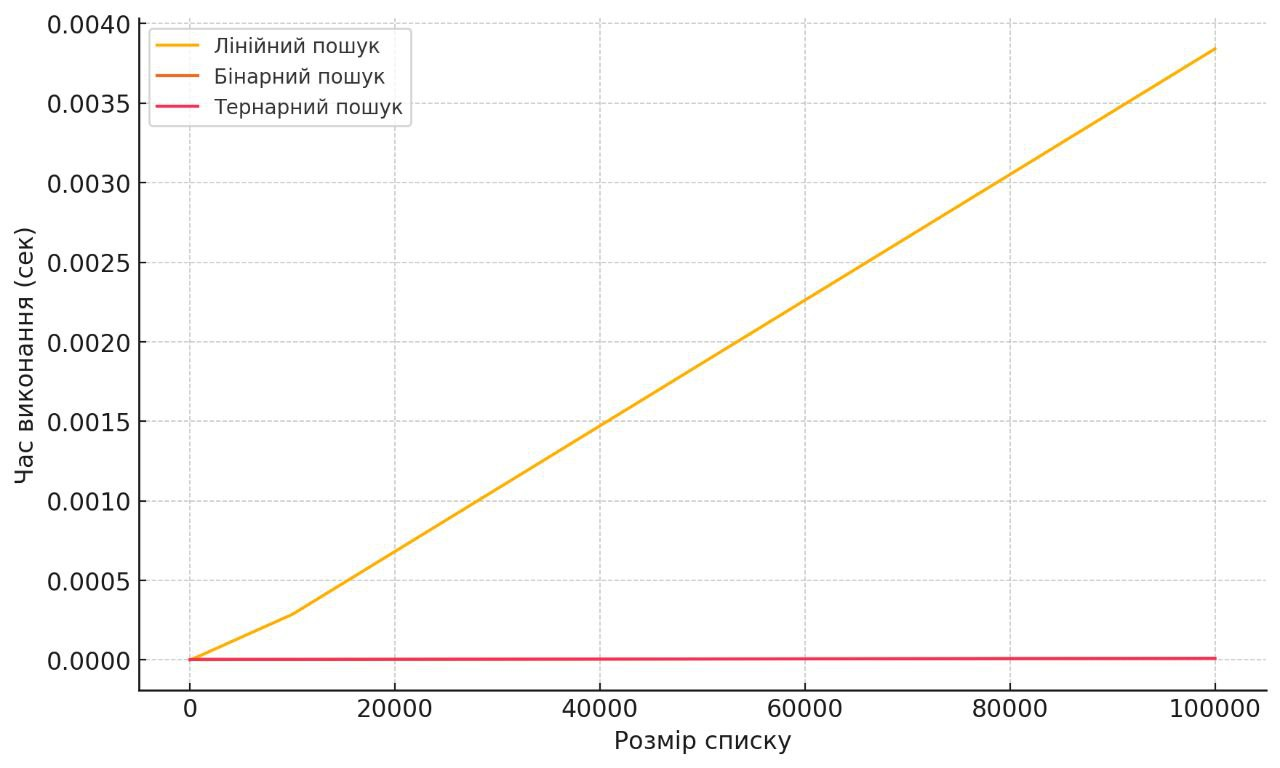 0.0040
0.0035
0.0030
0.0025
0.0020
0.0015
0.0010
0.0005
0.0000
Час виконання (сек)
Лінійний пошук
Бінарний пошук
Тернарний пошук
0 20000 40000 60000 80000 100000
Розмір списку